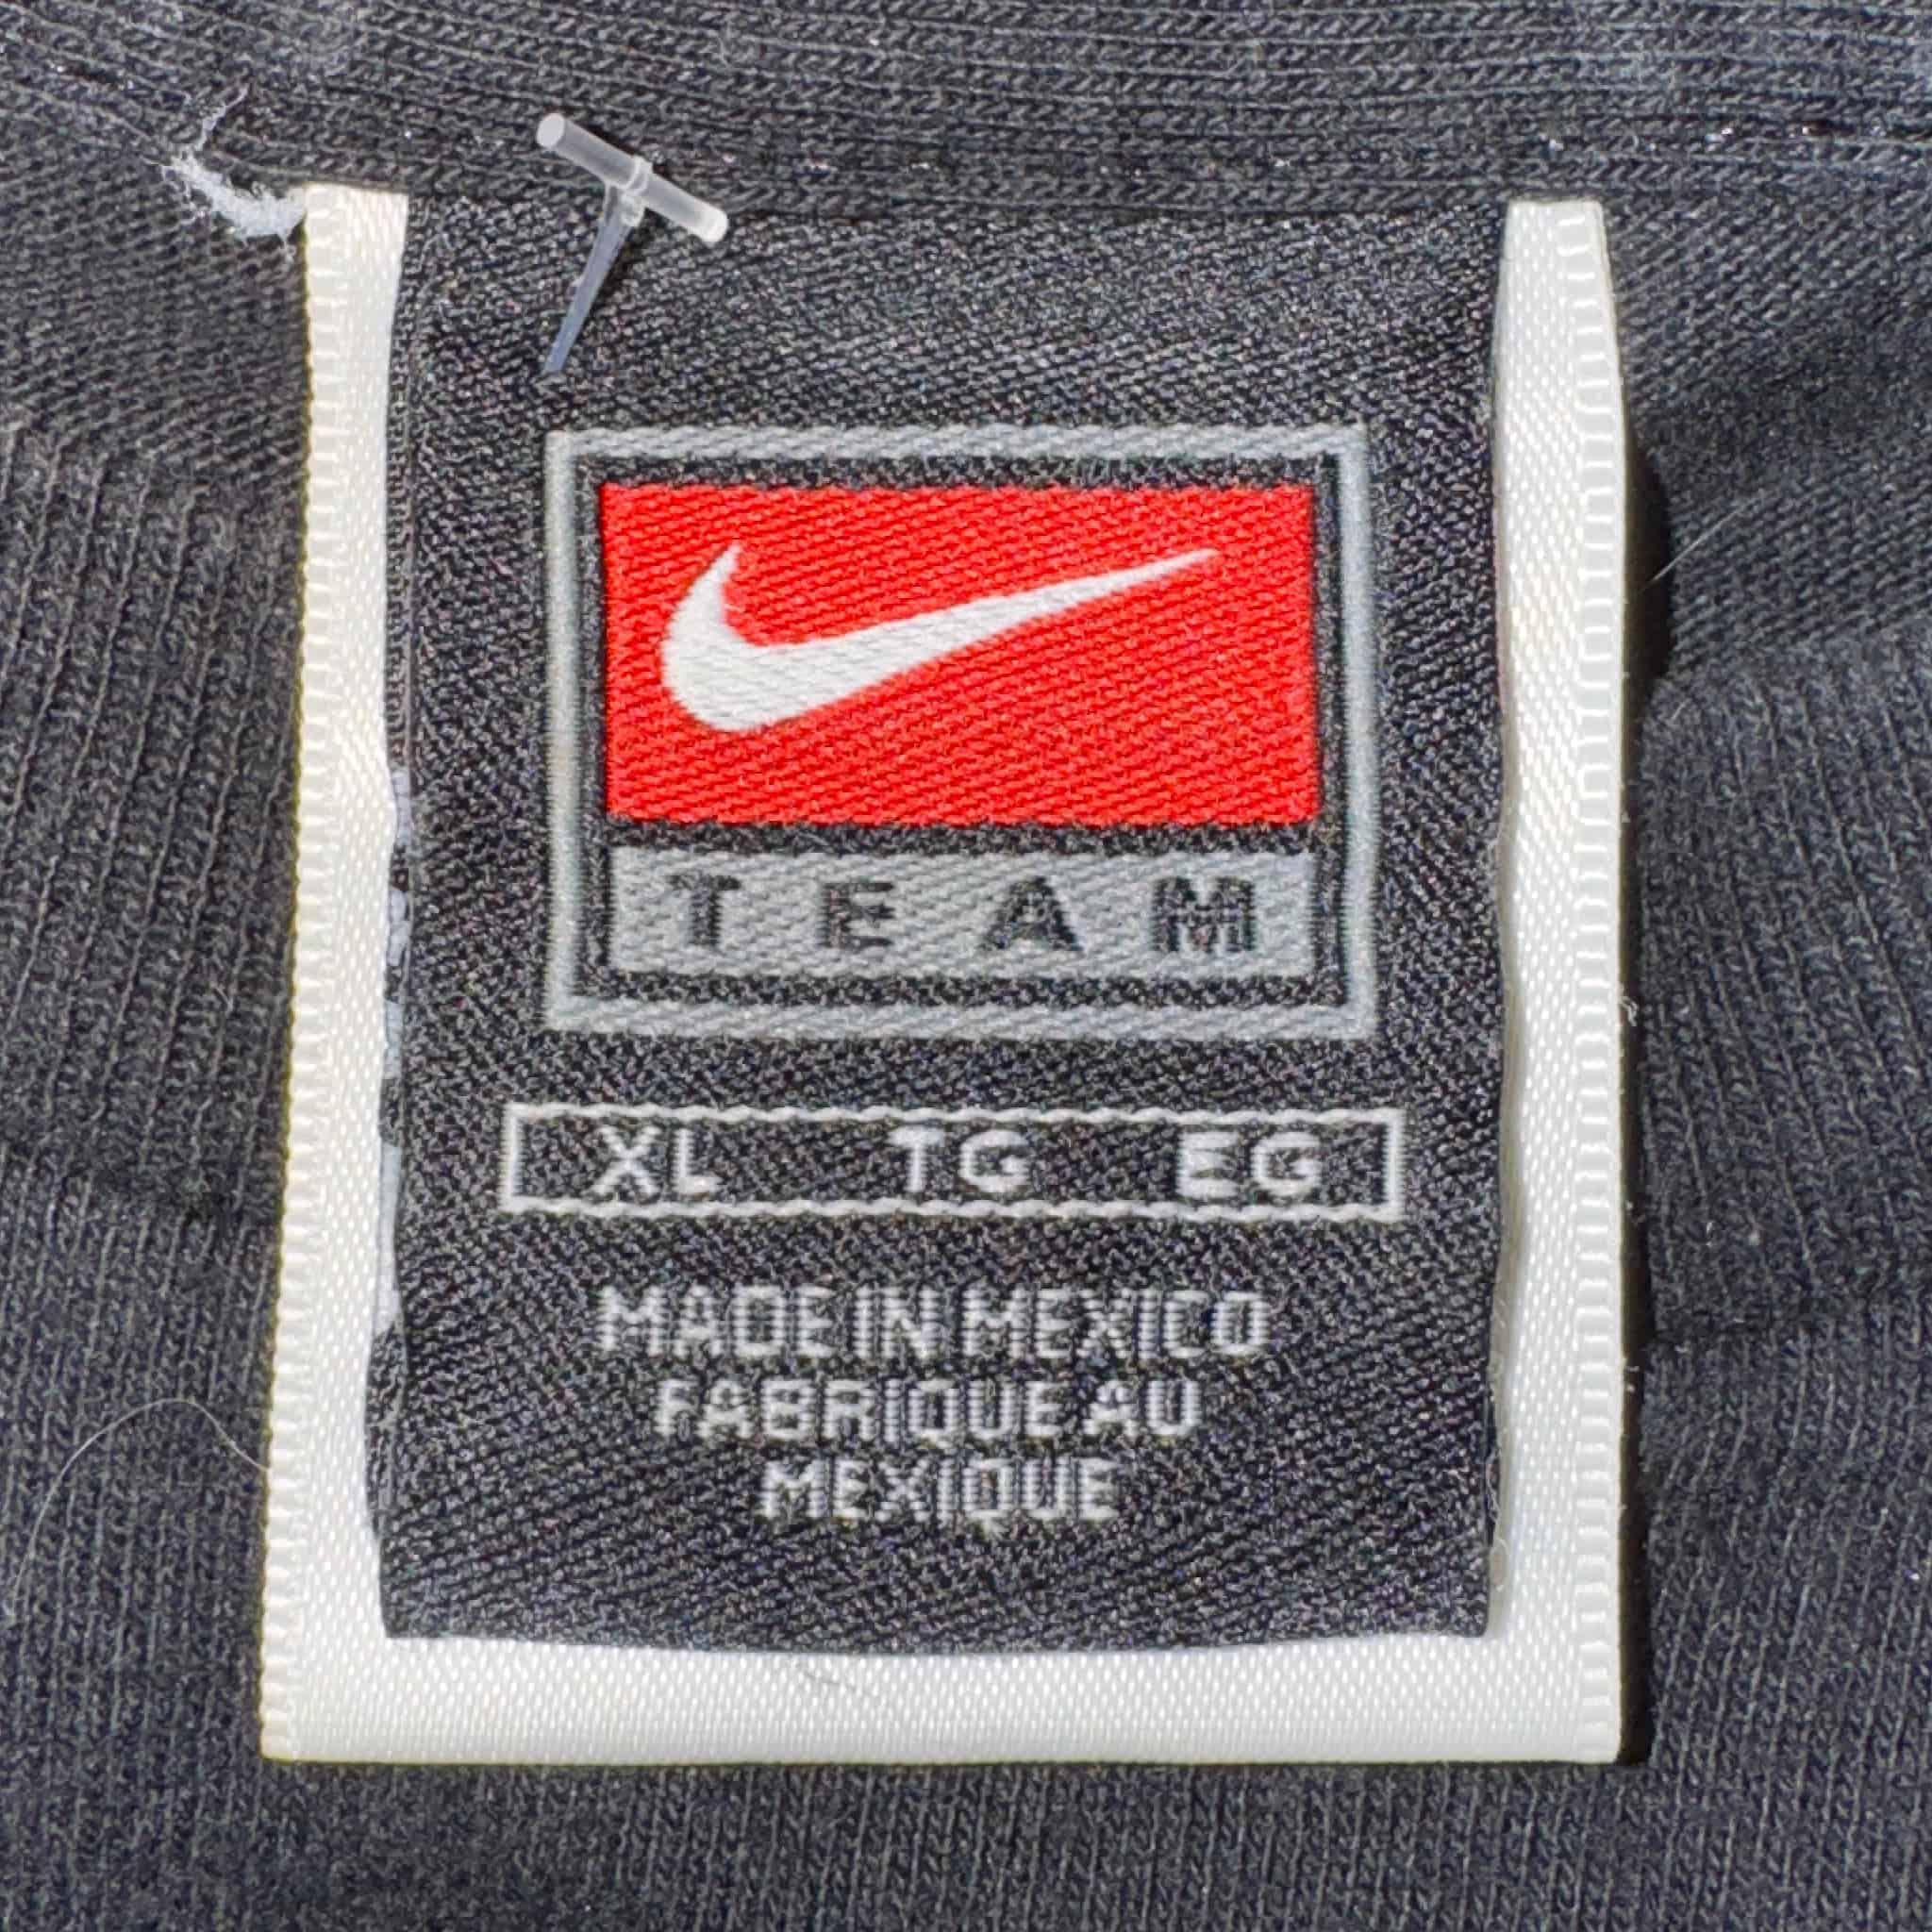 TEAM
XL TG EG
MADE IN MEXICO
FABRIQUE AU
MEXIQUE